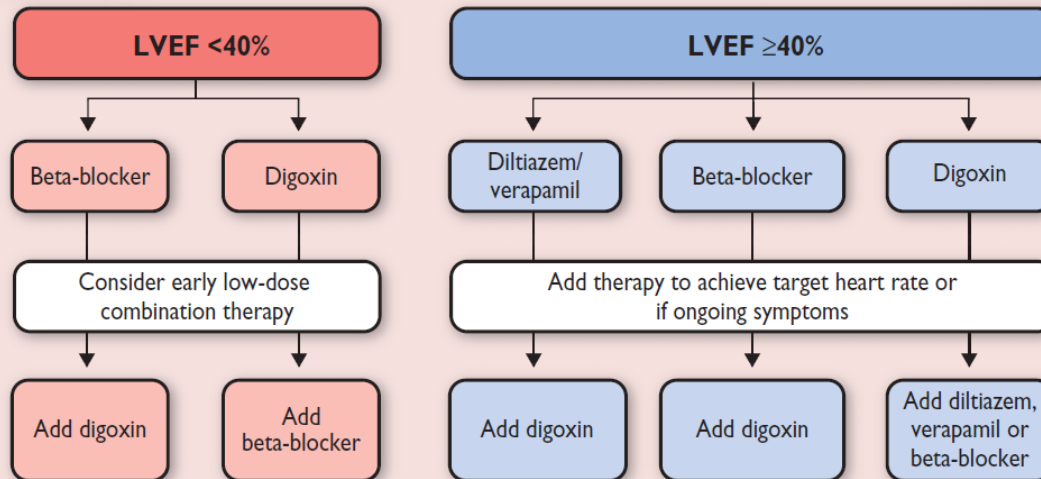 LVEF <40%
LVEF ≥40%
Beta-blocker
Digoxin
Diltiazem/
verapamil
Beta-blocker
Digoxin
Consider early low-dose
combination therapy
Add therapy to achieve target heart rate or
if ongoing symptoms
Add digoxin
Add
beta-blocker
Add digoxin
Add digoxin
Add diltiazem,
verapamil or
beta-blocker